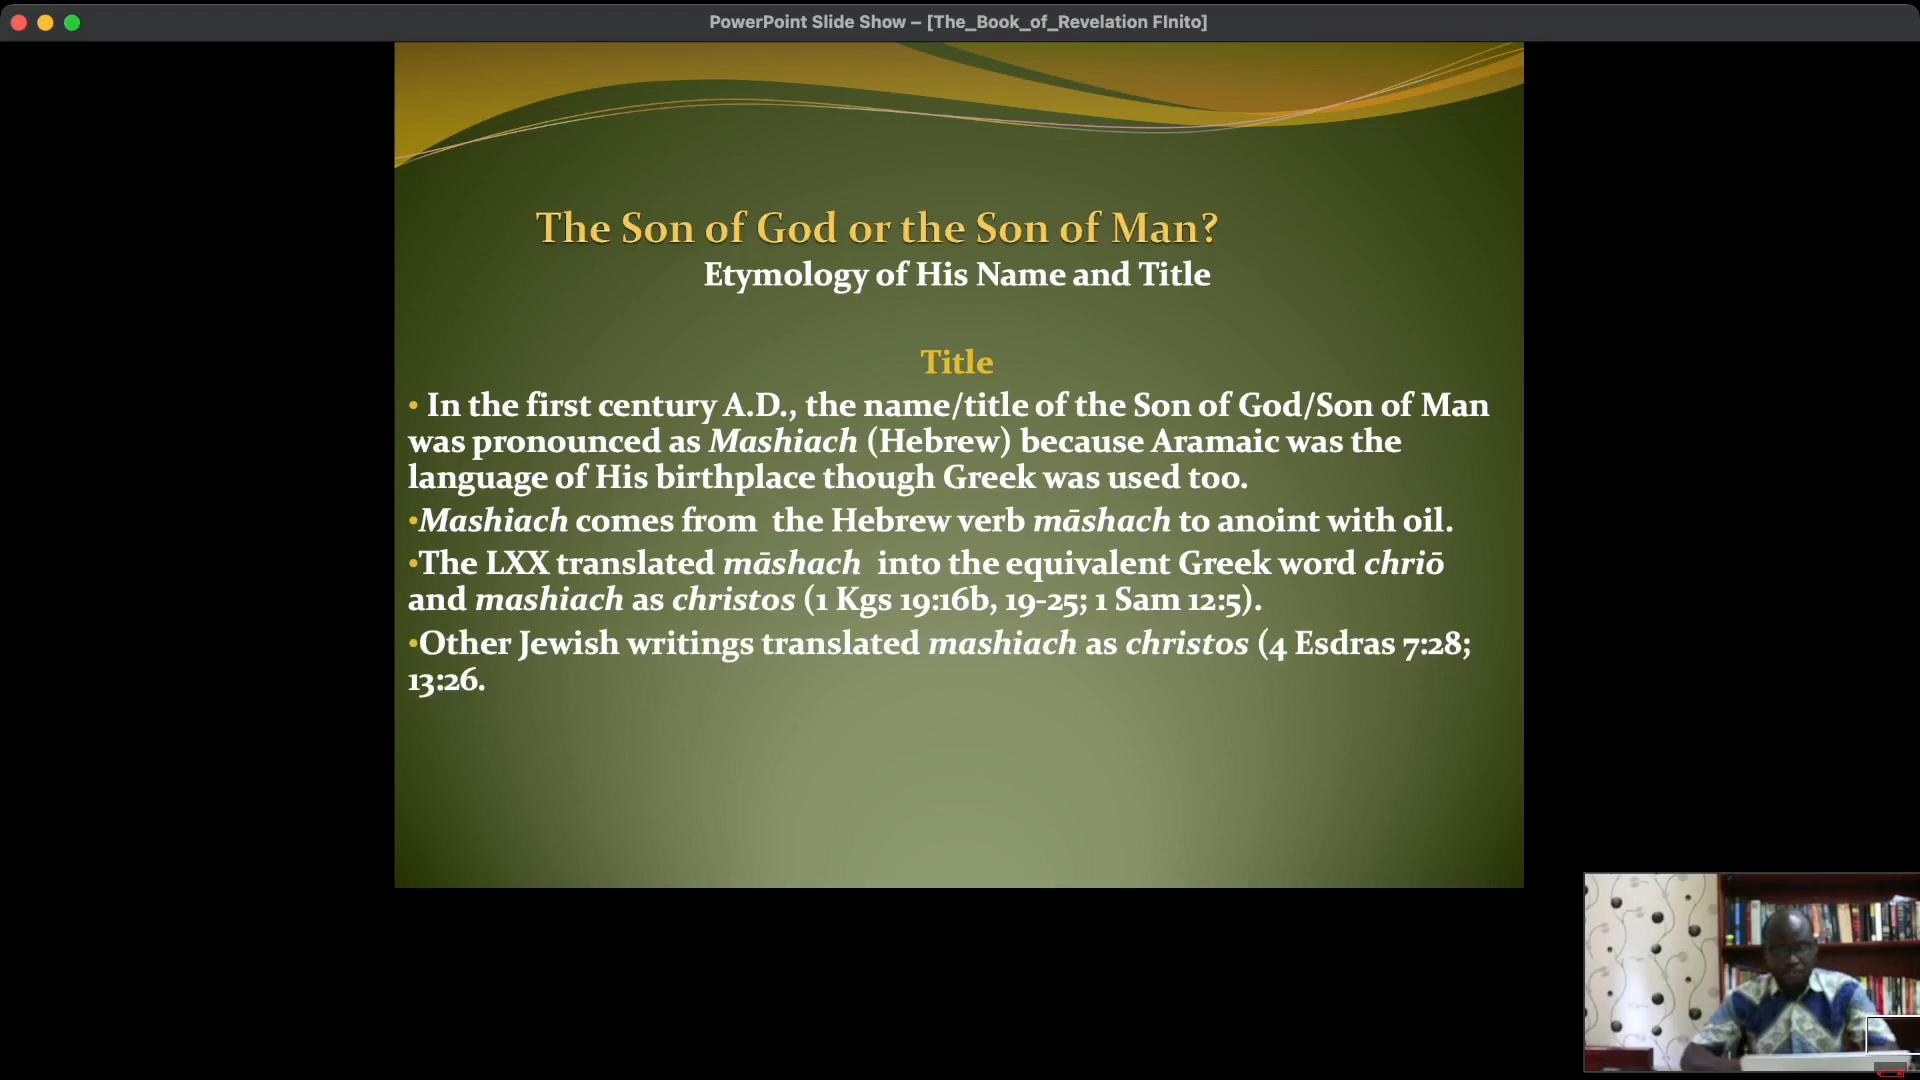 PowerPoint Slide Show – [The_Book_of_Revelation FInito]
The Son of God or the Son of Man?
Etymology of His Name and Title
Title
• In the first century A.D., the name/title of the Son of God/Son of Man
was pronounced as Mashiach (Hebrew) because Aramaic was the
language of His birthplace though Greek was used too.
•Mashiach comes from the Hebrew verb māshach to anoint with oil.
•The LXX translated māshach into the equivalent Greek word chriō
and mashiach as christos (1 Kgs 19:16b, 19-25; 1 Sam 12:5).
•Other Jewish writings translated mashiach as christos (4 Esdras 7:28;
13:26.